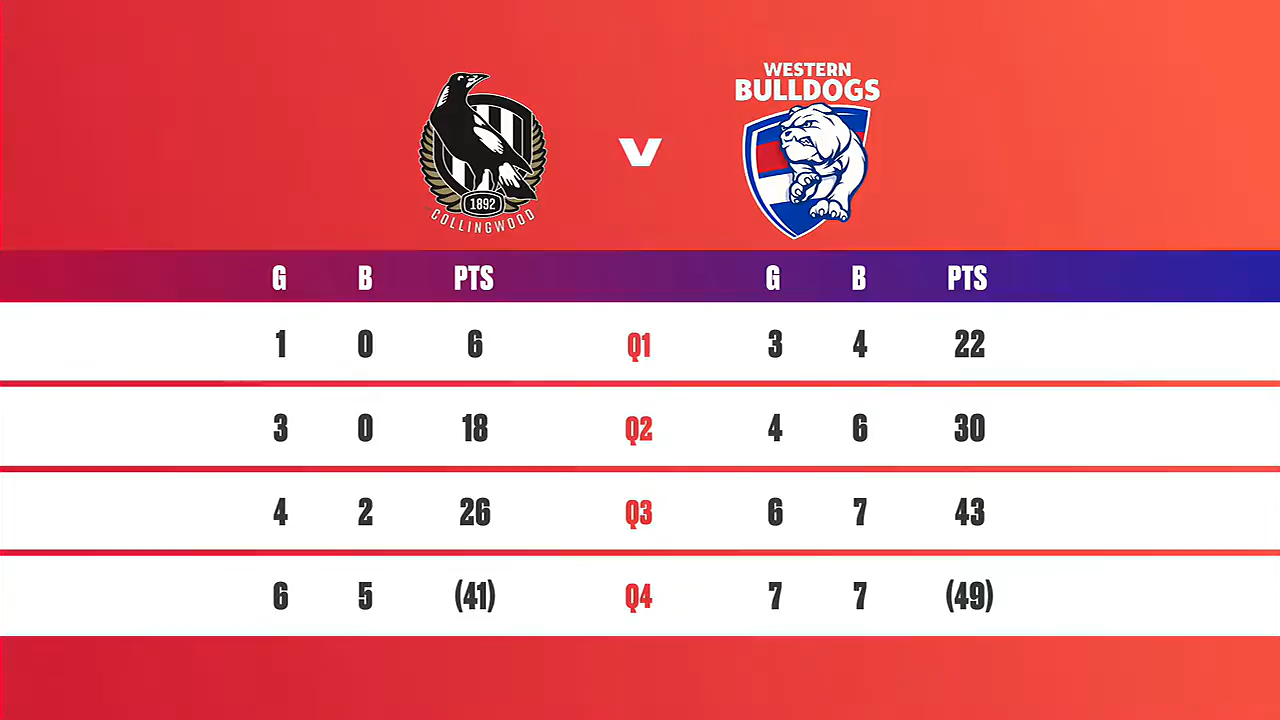 WESTERN
BULLDOGS
V
1892
COLLINGWOOD
G B PTS G B PTS
1 0 6 Q1 3 4 22
3 0 18 Q2 4 6 30
4 2 26 Q3 6 7 43
6 5 (41) Q4 7 7 (49)